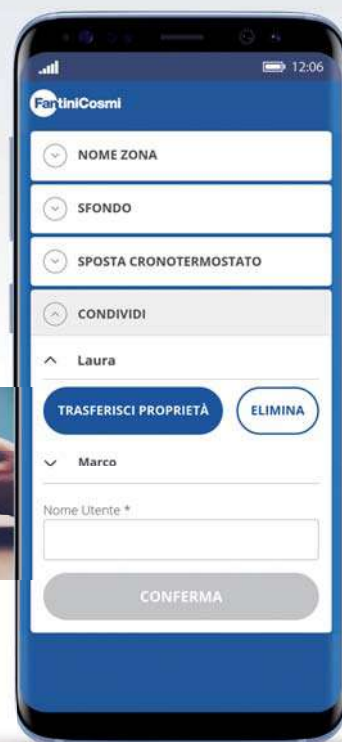 12:06
FantiniCosmi
NOME ZONA
SFONDO
SPOSTA CRONOTERMOSTATO
CONDIVIDI
Laura
TRASFERISCI PROPRIETÀ ELIMINA
Marco
Nome Utente *
CONFERMA